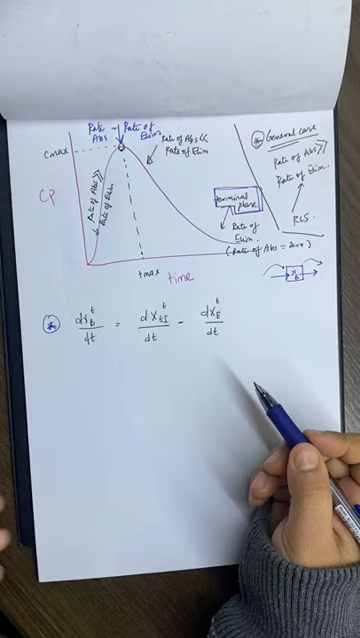 Rate Abs = Rate of Elim
Cmax
Rate of Abs <<
Rate of Elim
Rate of Abs >>
Rate of Elim
CP
terminal phase
Rate of
Elim.
(Rate of Abs = Zero)
tmax
time
General case
Rate of Abs >>
Rate of Elim.
RLS.
XB
dXB^t/dt = dX^t/dt - dXE^t/dt